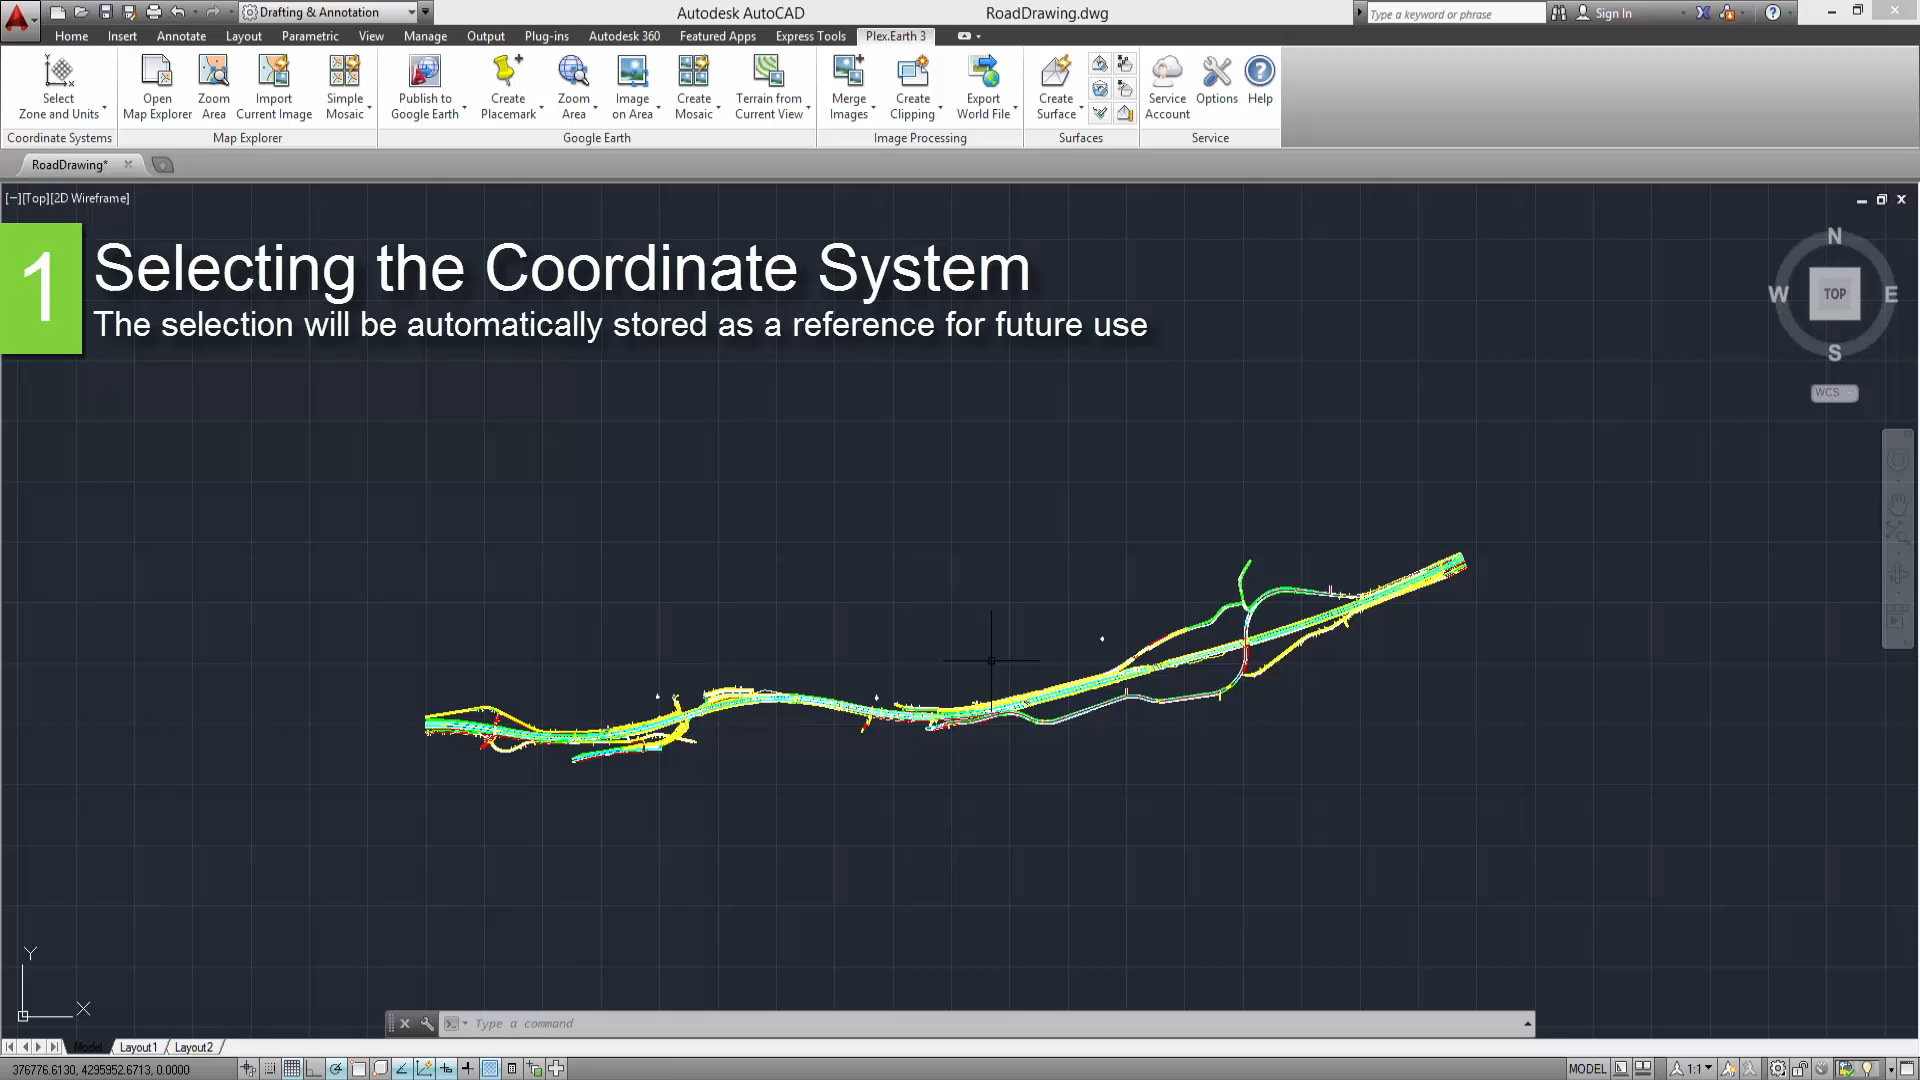 Drafting & Annotation
Autodesk AutoCAD RoadDrawing.dwg
Type a keyword or phrase
Sign In
Home Insert Annotate Layout Parametric View Manage Output Plug-ins Autodesk 360 Featured Apps Express Tools Plex.Earth 3
Select Zone and Units
Open Map Explorer
Zoom Area
Import Current Image
Simple Mosaic
Publish to Google Earth
Create Placemark
Zoom Area
Image on Area
Create Mosaic
Terrain from Current View
Merge Images
Create Clipping
Export World File
Create Surface
Service Account
Options
Help
Coordinate Systems Map Explorer Google Earth Image Processing Surfaces Service
RoadDrawing*
[−][Top][2D Wireframe]
1
Selecting the Coordinate System
The selection will be automatically stored as a reference for future use
N
W TOP E
S
WCS
Y
X
Type a command
Model Layout1 Layout2
376776.6130, 4295952.6713, 0.0000
MODEL
1:1